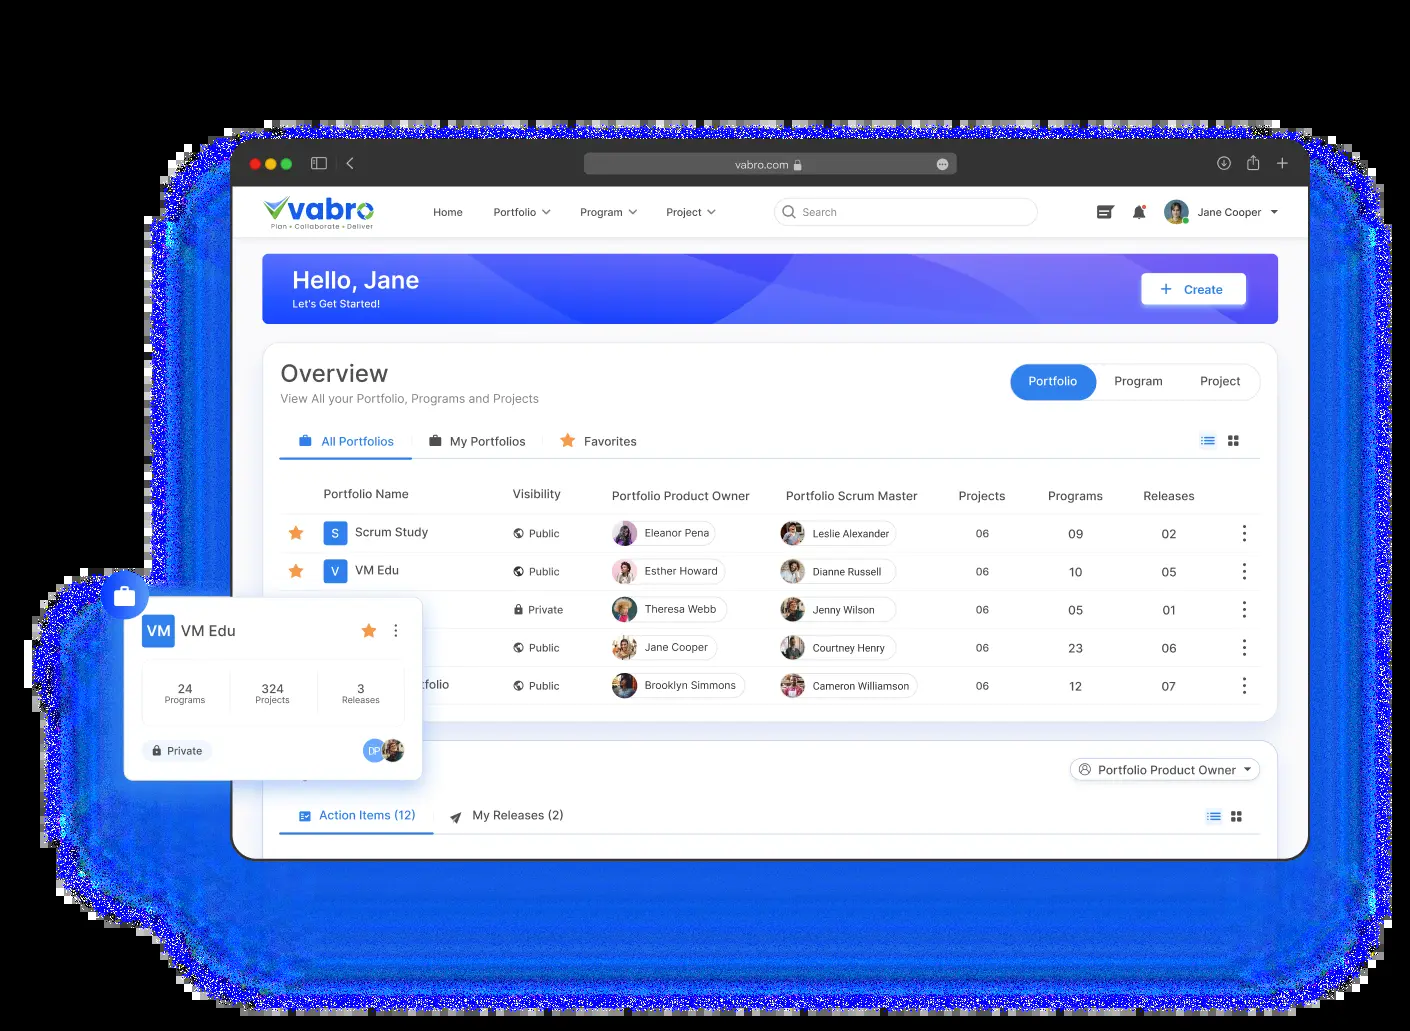 vabro.com
vabro
Plan • Collaborate • Deliver
Home Portfolio Program Project Search Jane Cooper
Hello, Jane
Let's Get Started!
+ Create
Overview
View All your Portfolio, Programs and Projects
Portfolio Program Project
All Portfolios My Portfolios Favorites
Portfolio Name Visibility Portfolio Product Owner Portfolio Scrum Master Projects Programs Releases
S Scrum Study Public Eleanor Pena Leslie Alexander 06 09 02
V VM Edu Public Esther Howard Dianne Russell 06 10 05
Private Theresa Webb Jenny Wilson 06 05 01
Public Jane Cooper Courtney Henry 06 23 06
tfolio Public Brooklyn Simmons Cameron Williamson 06 12 07
VM VM Edu
24 324 3
Programs Projects Releases
Private DP
Portfolio Product Owner
Action Items (12) My Releases (2)